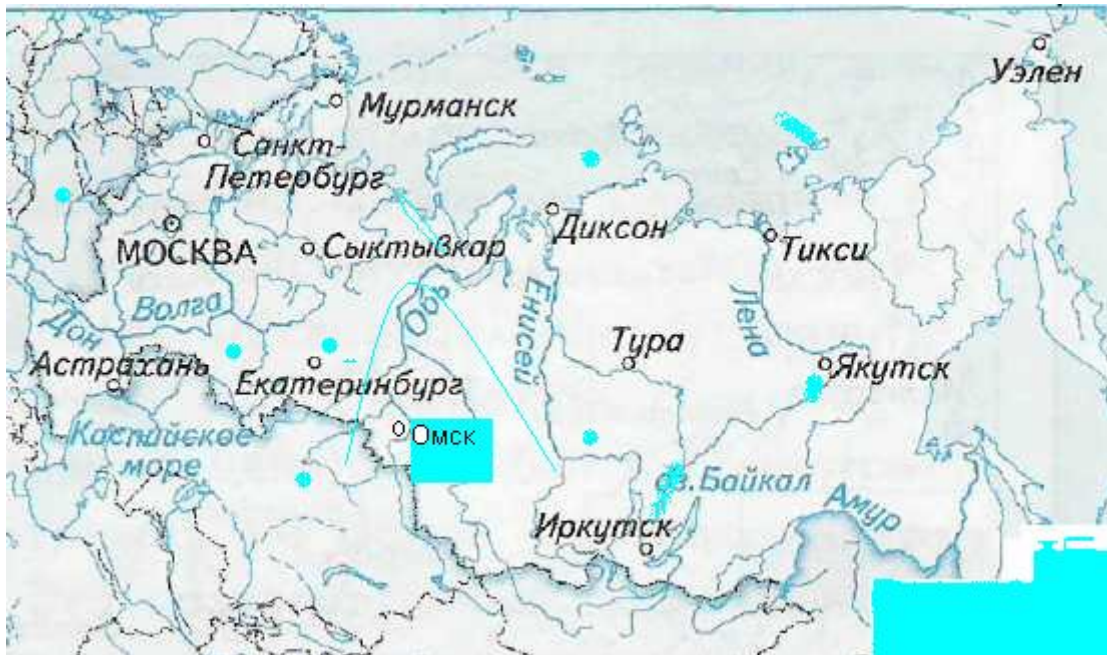 Уэлен
Мурманск
Санкт-
Петербург
Диксон
МОСКВА
Сыктывкар
Тикси
Волга
Обь
Енисей
Лена
Дон
Тура
Астрахань
Екатеринбург
Якутск
Каспийское
море
Омск
оз. Байкал
Амур
Иркутск